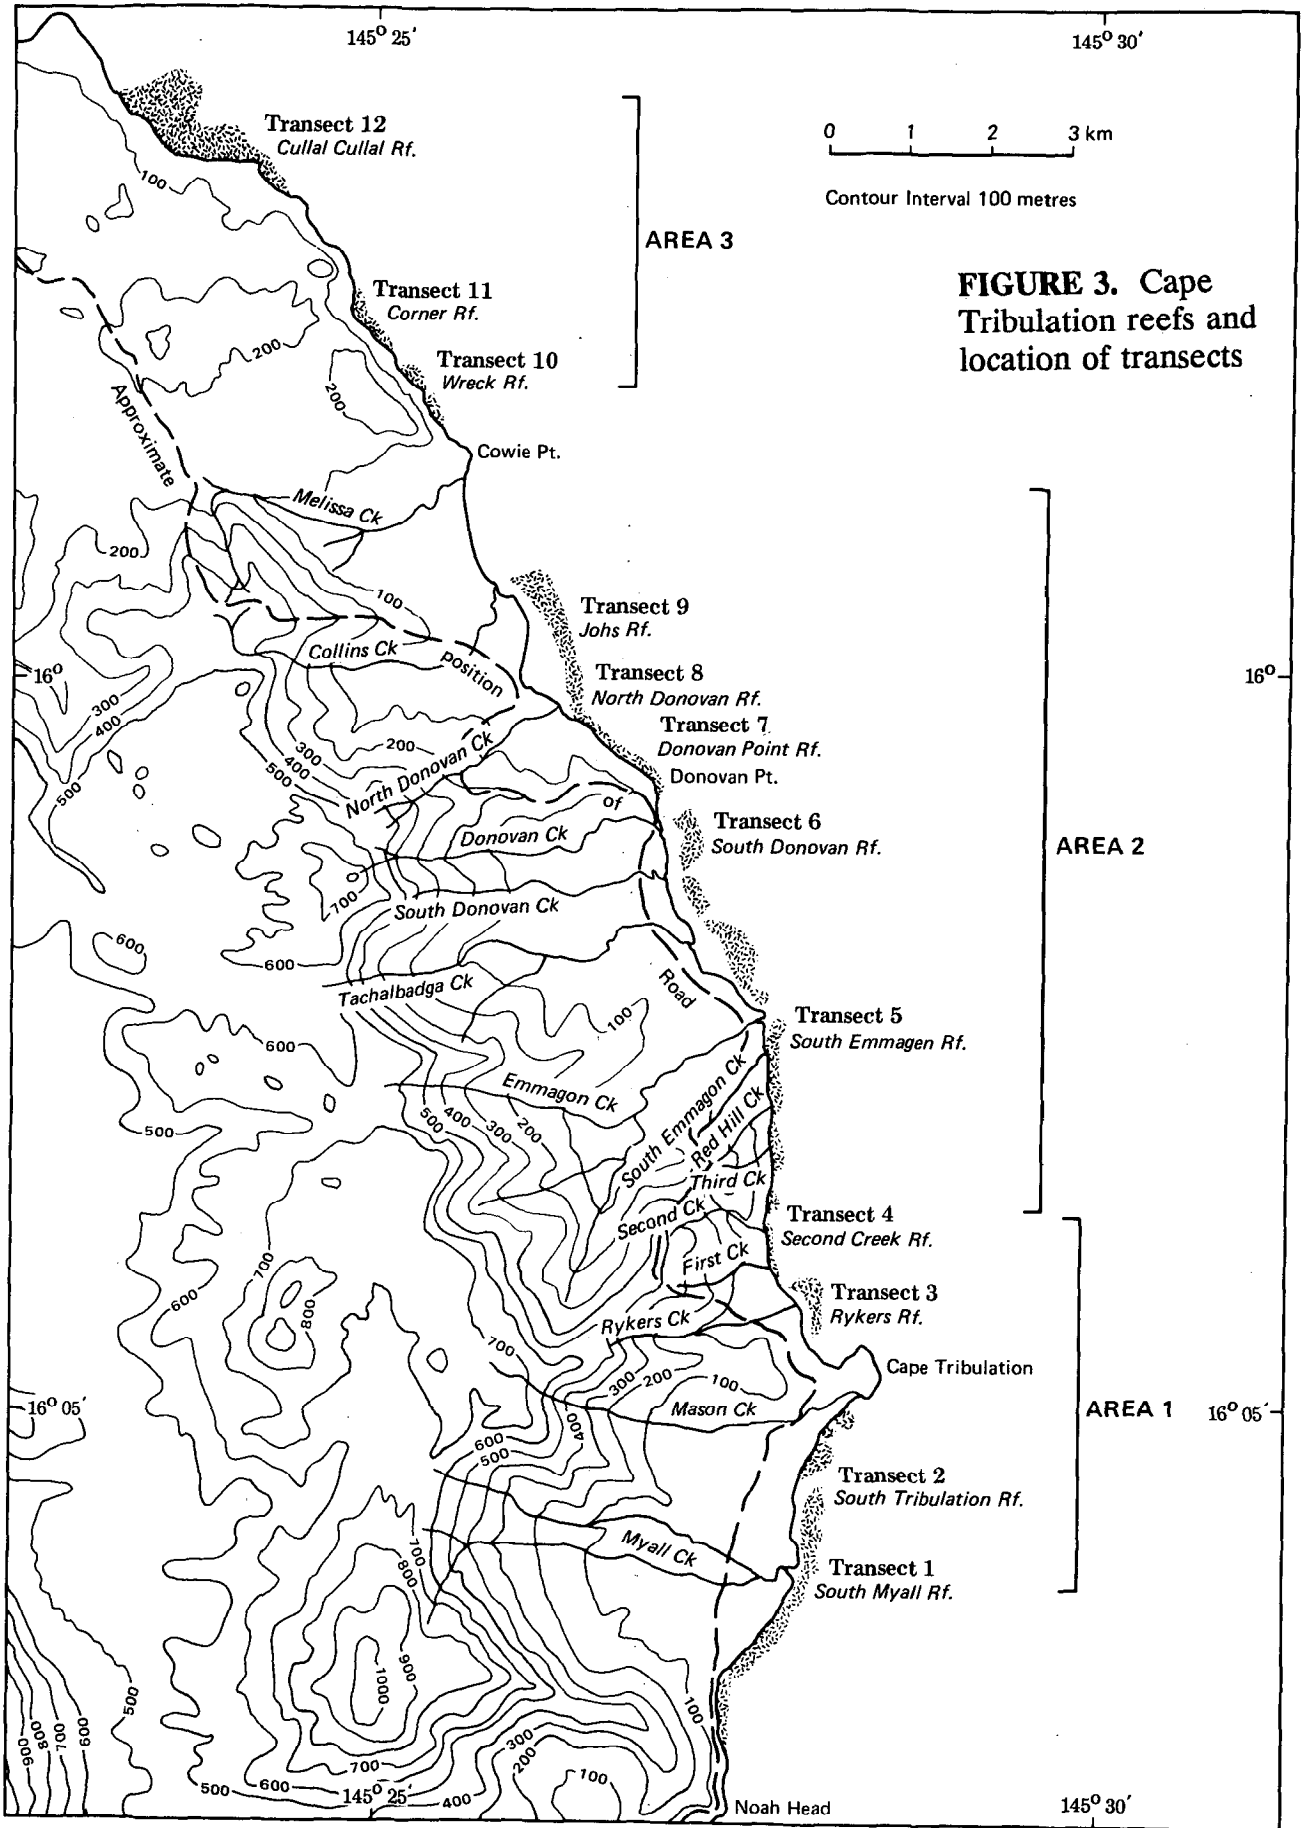 145° 25′
145° 30′
Transect 12
Cullal Cullal Rf.
0 1 2 3 km
Contour Interval 100 metres
100
AREA 3
FIGURE 3. Cape
Tribulation reefs and
location of transects
Transect 11
Corner Rf.
200
Transect 10
Wreck Rf.
200
Approximate
Cowie Pt.
Melissa Ck
200
100
Transect 9
Johs Rf.
Collins Ck
position
16°
16°
Transect 8
North Donovan Rf.
300
400
Transect 7
Donovan Point Rf.
Donovan Pt.
200
300
400
500
500
North Donovan Ck
of
Transect 6
South Donovan Rf.
Donovan Ck
AREA 2
700
South Donovan Ck
600
600
Tachalbadga Ck
Road
100
Transect 5
South Emmagen Rf.
600
Emmagon Ck
South Emmagon Ck
Red Hill Ck
500
400
300
200
500
Third Ck
Second Ck
Transect 4
Second Creek Rf.
First Ck
700
600
800
Transect 3
Rykers Rf.
Rykers Ck
700
Cape Tribulation
300
200
100
16° 05′
Mason Ck
AREA 1
16° 05′
400
600
500
Transect 2
South Tribulation Rf.
Myall Ck
700
800
Transect 1
South Myall Rf.
900
1000
100
500
600
700
800
900
300
200
700
100
500
600
145° 25′
400
Noah Head
145° 30′